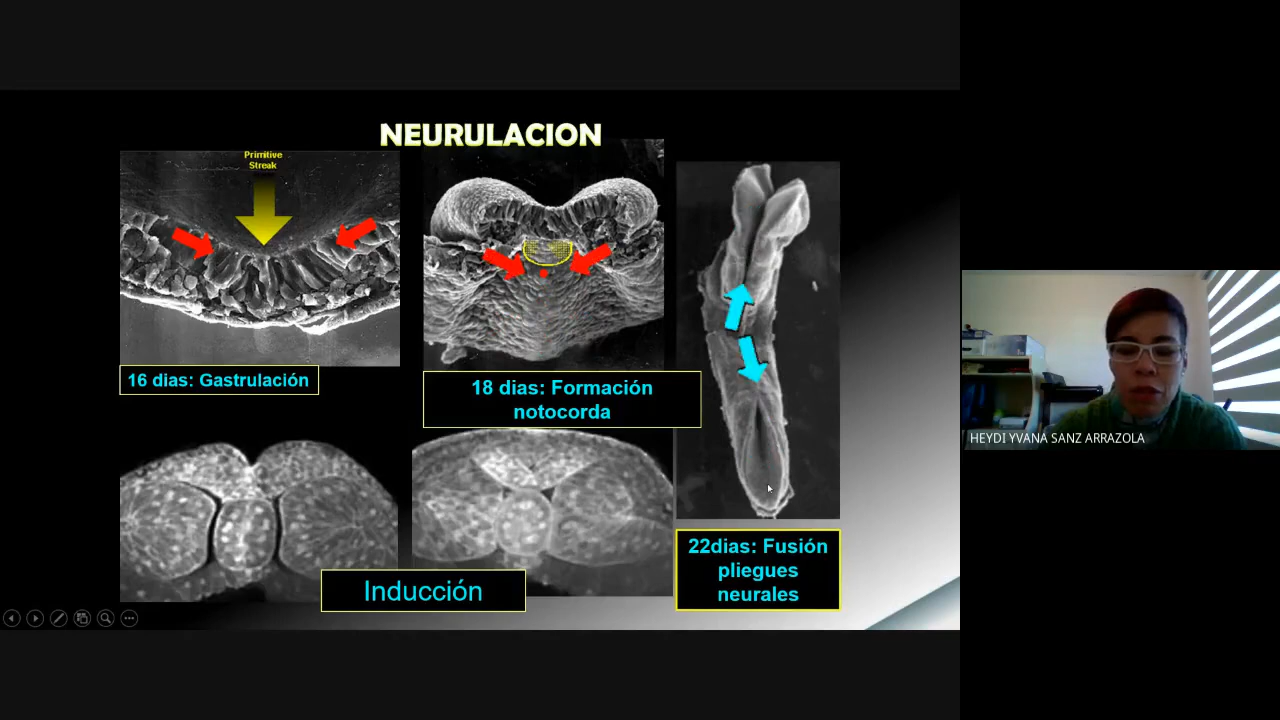 NEURULACION
Primitive
Streak
16 dias: Gastrulación
18 dias: Formación
notocorda
22dias: Fusión
pliegues
neurales
Inducción
HEYDI YVANA SANZ ARRAZOLA